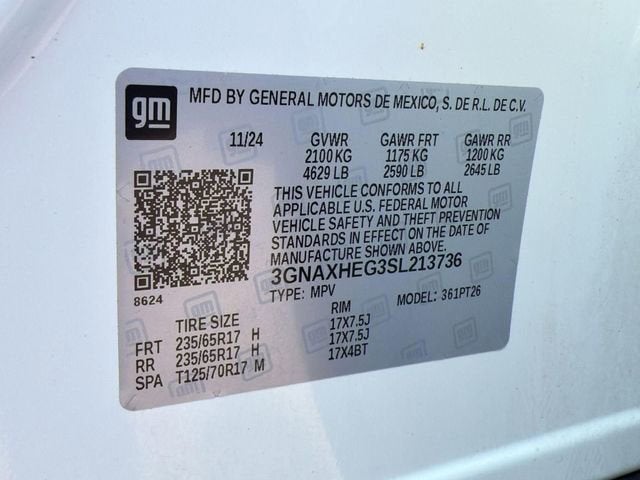 gm
MFD BY GENERAL MOTORS DE MEXICO, S. DE R.L. DE C.V.
11/24 GVWR GAWR FRT GAWR RR
2100 KG 1175 KG 1200 KG
4629 LB 2590 LB 2645 LB
THIS VEHICLE CONFORMS TO ALL
APPLICABLE U.S. FEDERAL MOTOR
VEHICLE SAFETY AND THEFT PREVENTION
STANDARDS IN EFFECT ON THE DATE OF
MANUFACTURE SHOWN ABOVE.
3GNAXHEG3SL213736
8624
TYPE: MPV MODEL: 361PT26
TIRE SIZE RIM
FRT 235/65R17 H 17X7.5J
RR 235/65R17 H 17X7.5J
SPA T125/70R17 M 17X4BT